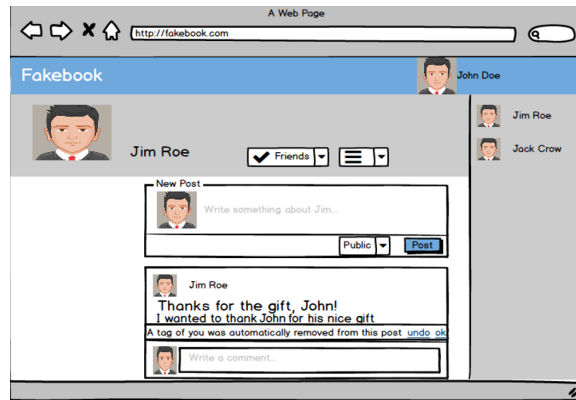 A Web Page
http://fakebook.com
Fakebook
John Doe
Jim Roe
Jack Crow
Jim Roe
Friends
New Post
Write something about Jim...
Public
Post
Jim Roe
Thanks for the gift, John!
I wanted to thank John for his nice gift
A tag of you was automatically removed from this post undo ok
Write a comment...